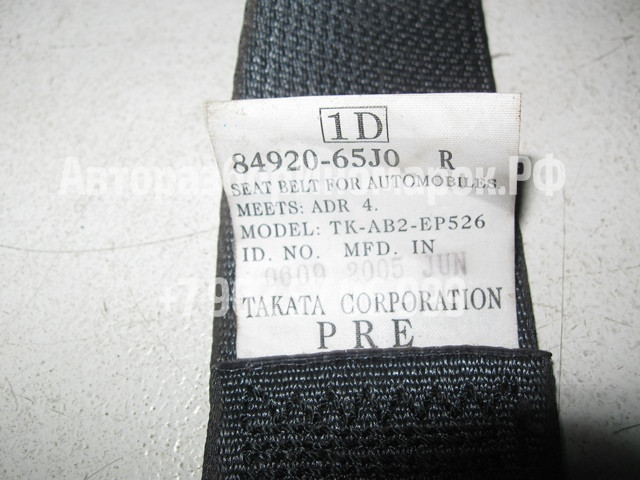 1D
84920-65J0 R
SEAT BELT FOR AUTOMOBILES.
MEETS: ADR 4.
MODEL: TK-AB2-EP526
ID. NO. MFD. IN
0609 2005 JUN
TAKATA CORPORATION
PRE